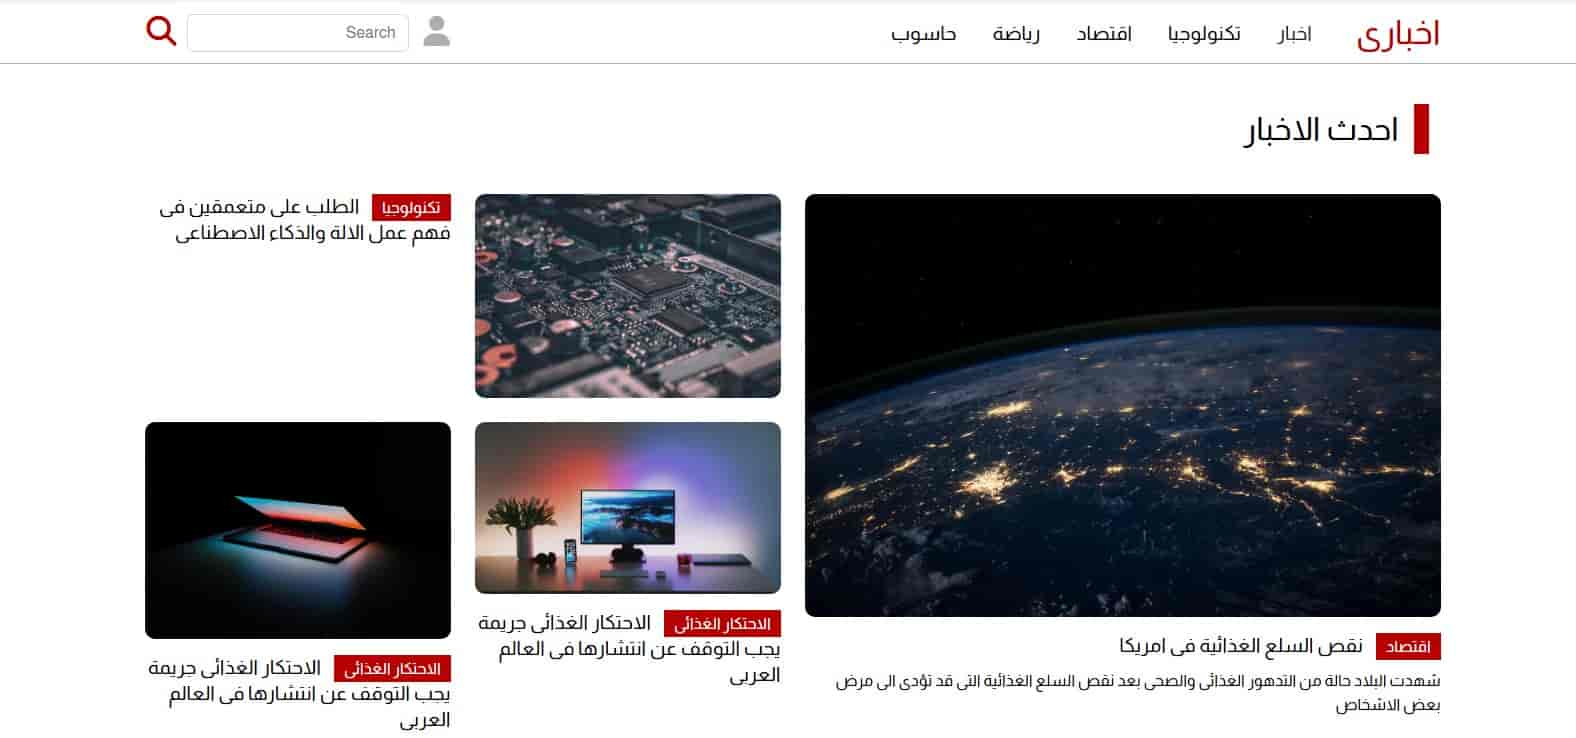 اخبارى
اخبار
تكنولوجيا
اقتصاد
رياضة
حاسوب
Search
احدث الاخبار
اقتصاد نقص السلع الغذائية فى امريكا
شهدت البلاد حالة من التدهور الغذائى والصحى بعد نقص السلع الغذائية التى قد تؤدى الى مرض
بعض الاشخاص
تكنولوجيا الطلب على متعمقين فى
فهم عمل الالة والذكاء الاصطناعى
الاحتكار الغذائى الاحتكار الغذائى جريمة
يجب التوقف عن انتشارها فى العالم
العربى
الاحتكار الغذائى الاحتكار الغذائى جريمة
يجب التوقف عن انتشارها فى العالم
العربى